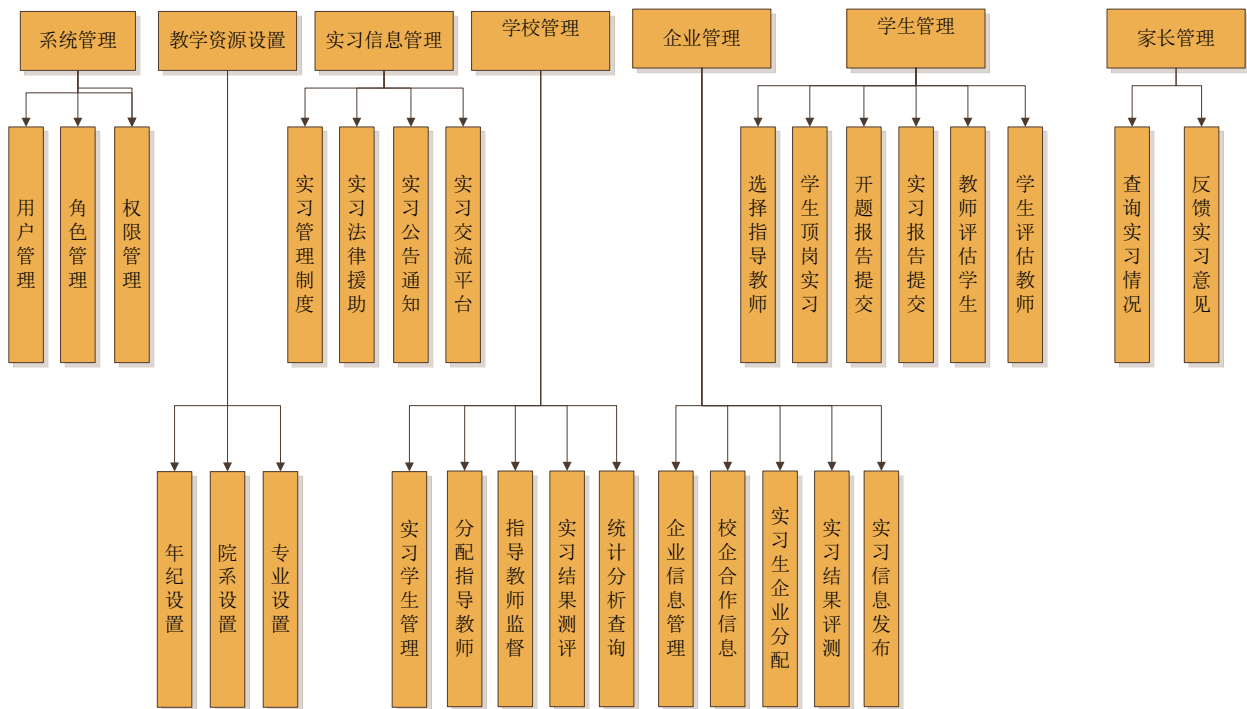 系统管理
教学资源设置
实习信息管理
学校管理
企业管理
学生管理
家长管理
用户管理
角色管理
权限管理
实习管理制度
实习法律援助
实习公告通知
实习交流平台
选择指导教师
学生顶岗实习
开题报告提交
实习报告提交
教师评估学生
学生评估教师
查询实习情况
反馈实习意见
年纪设置
院系设置
专业设置
实习学生管理
分配指导教师
指导教师监督
实习结果测评
统计分析查询
企业信息管理
校企合作信息
实习生企业分配
实习结果评测
实习信息发布